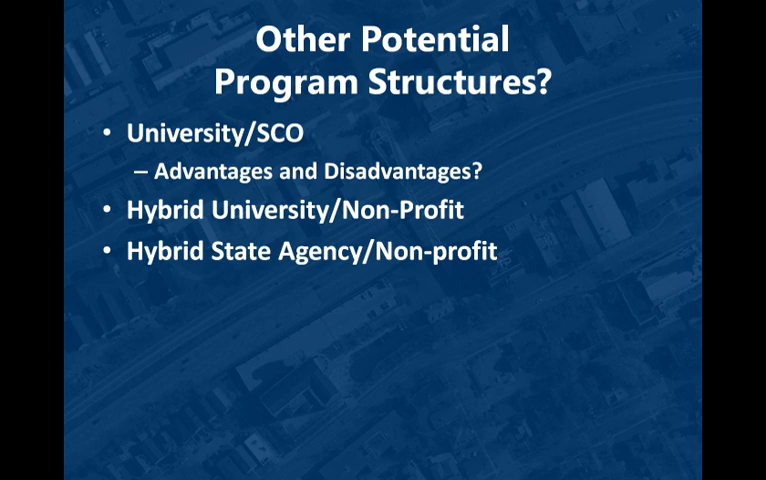 Other Potential
Program Structures?
• University/SCO
– Advantages and Disadvantages?
• Hybrid University/Non-Profit
• Hybrid State Agency/Non-profit